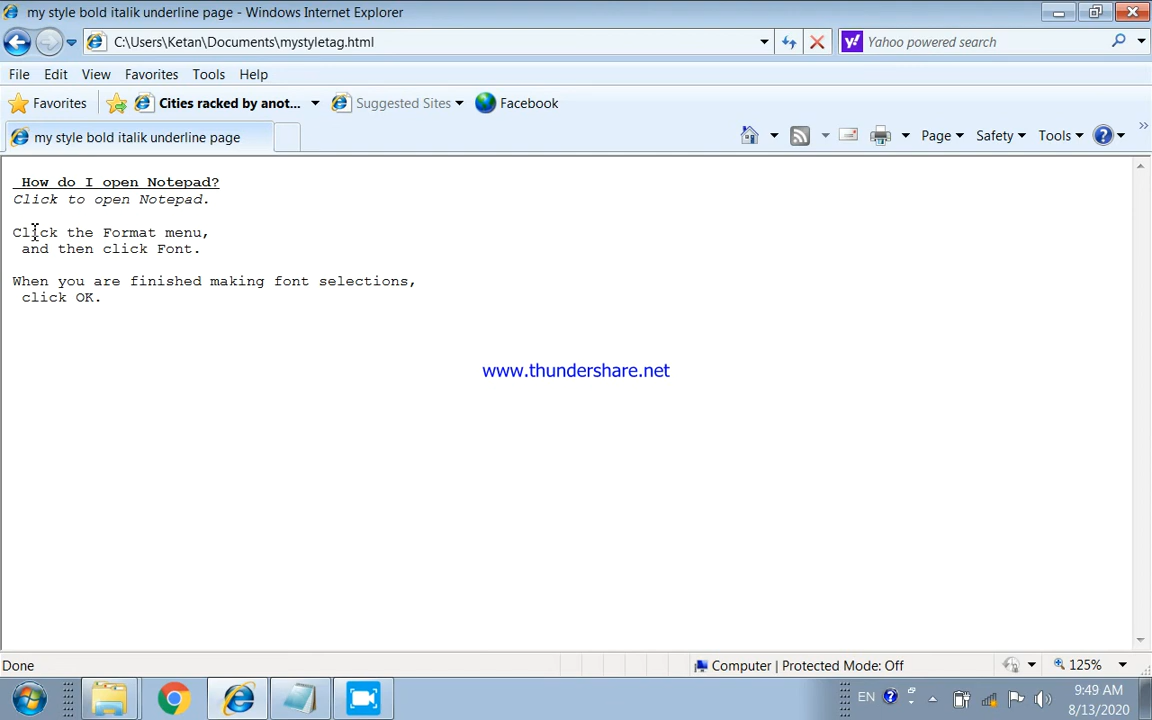 my style bold italik underline page - Windows Internet Explorer
C:\Users\Ketan\Documents\mystyletag.html
Yahoo powered search
File Edit View Favorites Tools Help
Favorites Cities racked by anot... Suggested Sites Facebook
my style bold italik underline page
Page Safety Tools
How do I open Notepad?
Click to open Notepad.
Click the Format menu,
and then click Font.
When you are finished making font selections,
click OK.
www.thundershare.net
Done
Computer | Protected Mode: Off
125%
EN
9:49 AM
8/13/2020